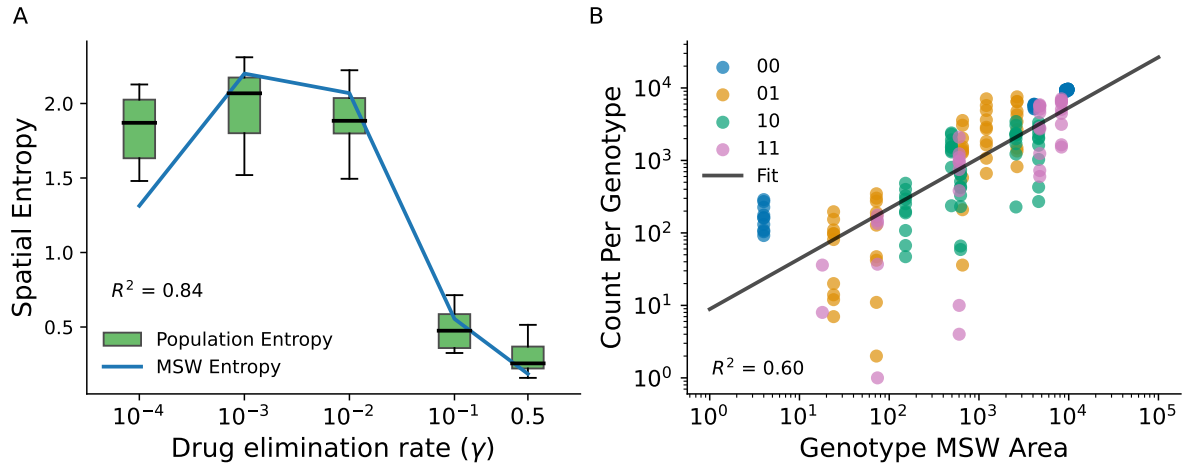 A
Spatial Entropy
2.0
1.5
1.0
0.5
R² = 0.84
Population Entropy
MSW Entropy
10⁻⁴
10⁻³
10⁻²
10⁻¹
0.5
Drug elimination rate (γ)
B
Count Per Genotype
10⁴
10³
10²
10¹
10⁰
00
01
10
11
Fit
R² = 0.60
10⁰
10¹
10²
10³
10⁴
10⁵
Genotype MSW Area